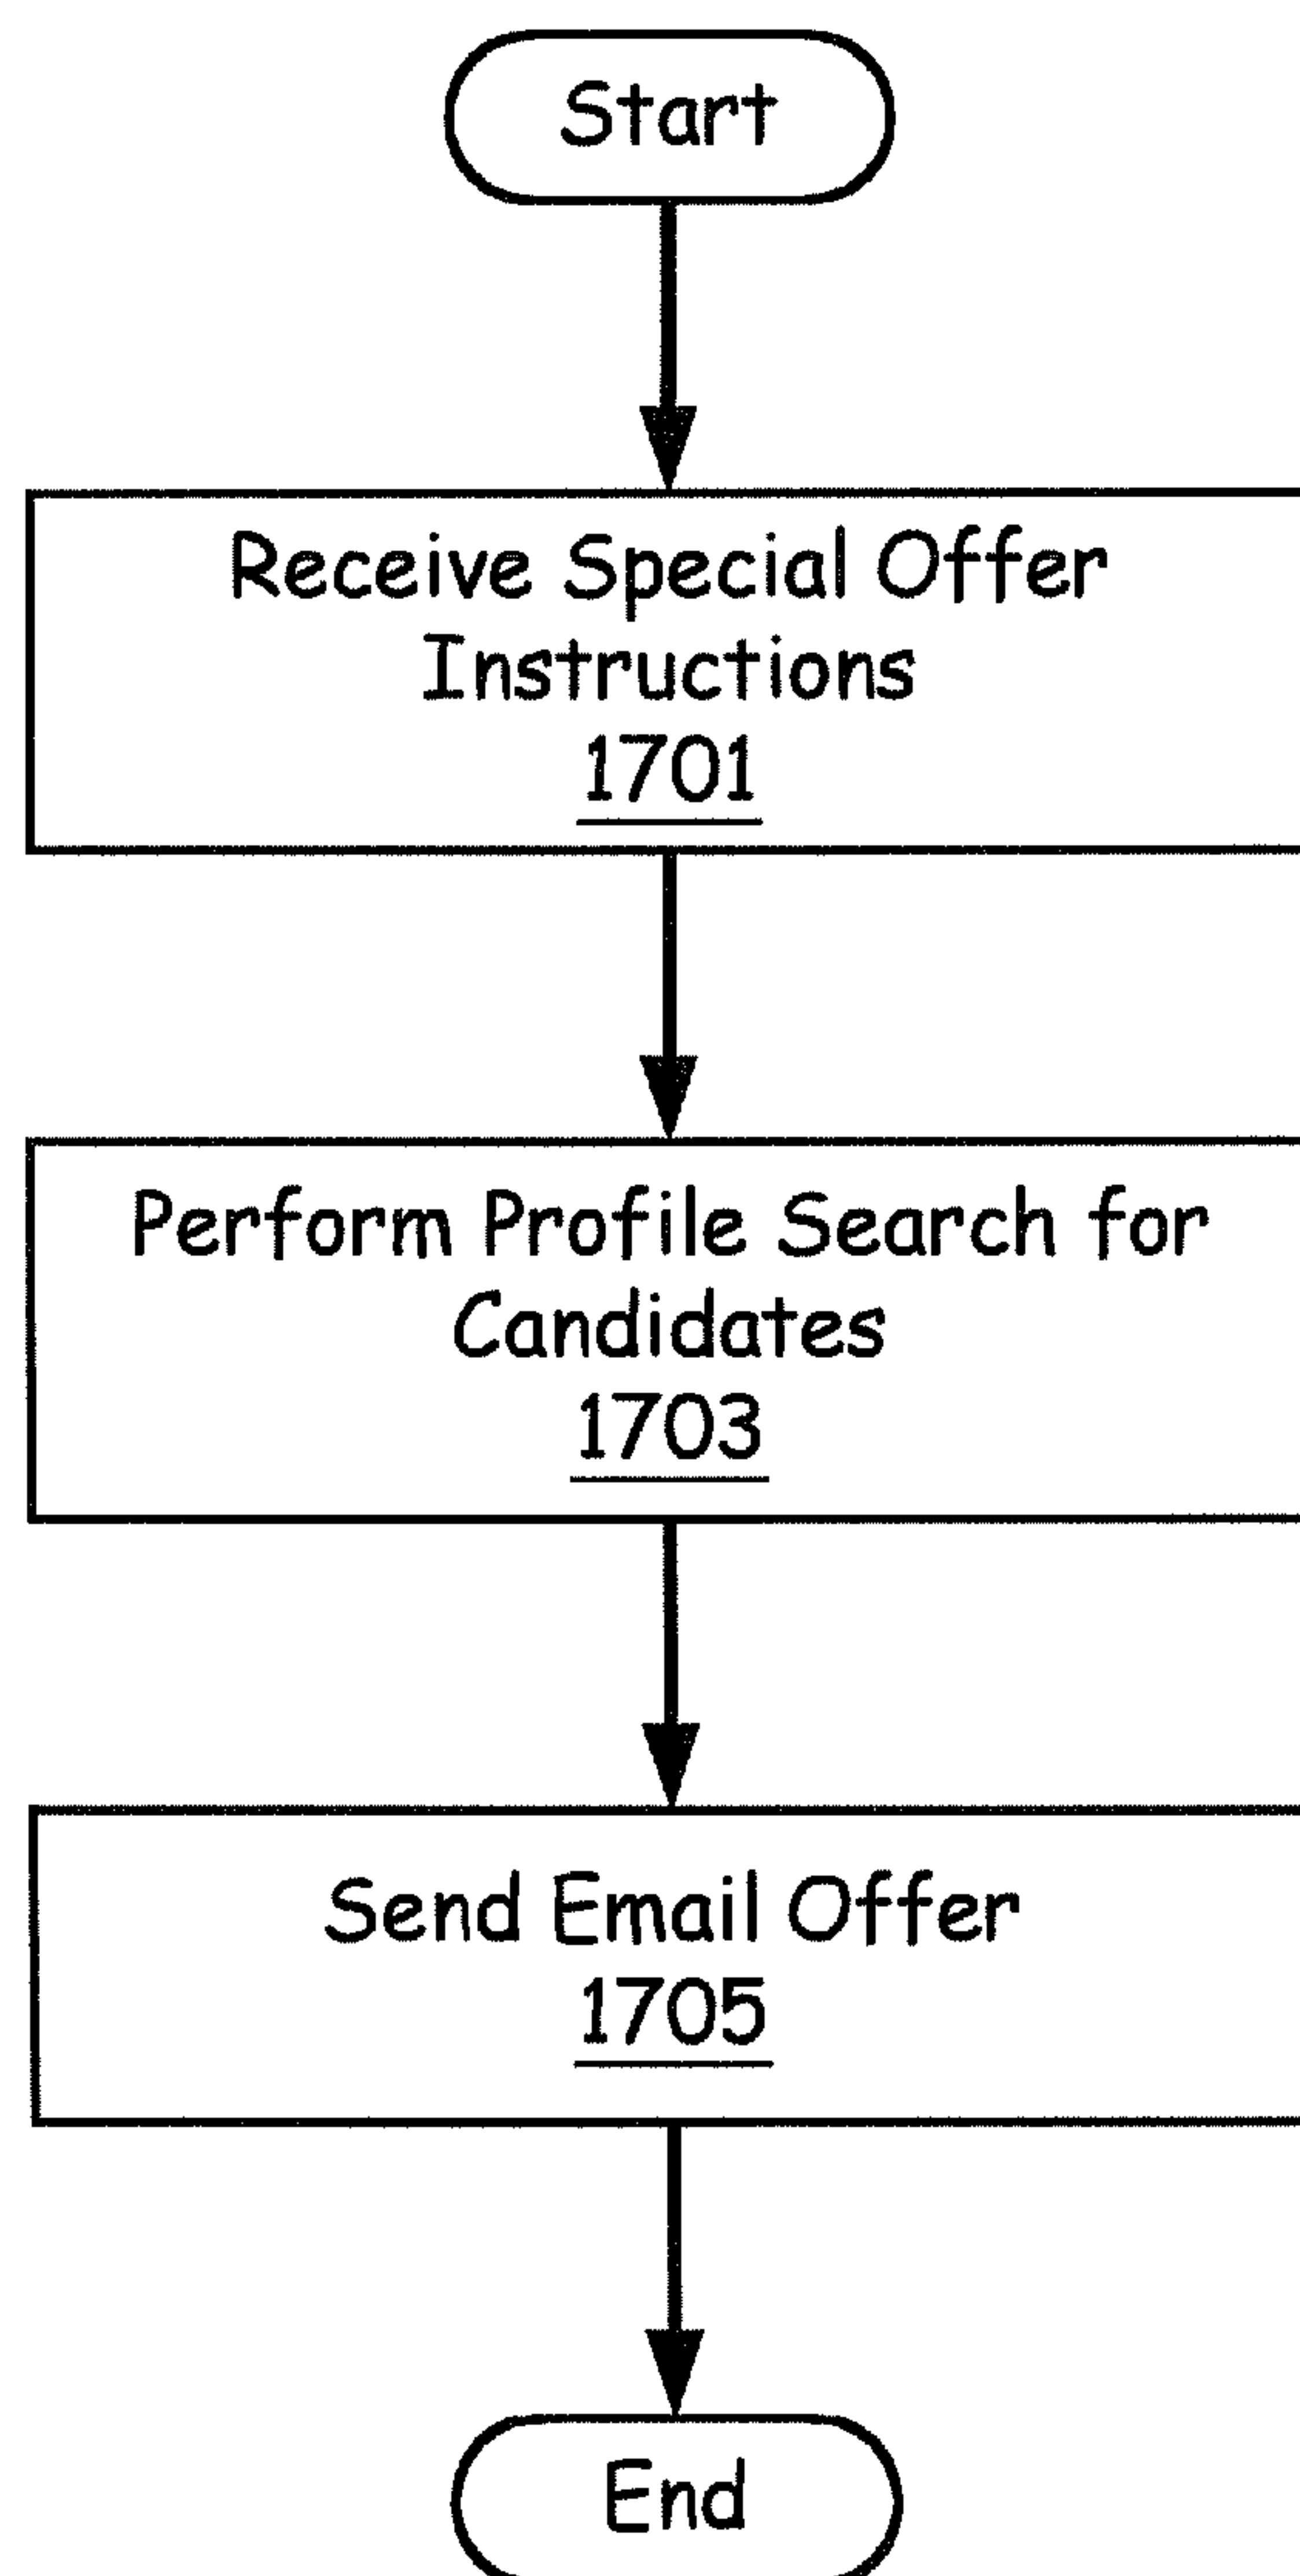 Start
Receive Special Offer
Instructions
1701
Perform Profile Search for
Candidates
1703
Send Email Offer
1705
End